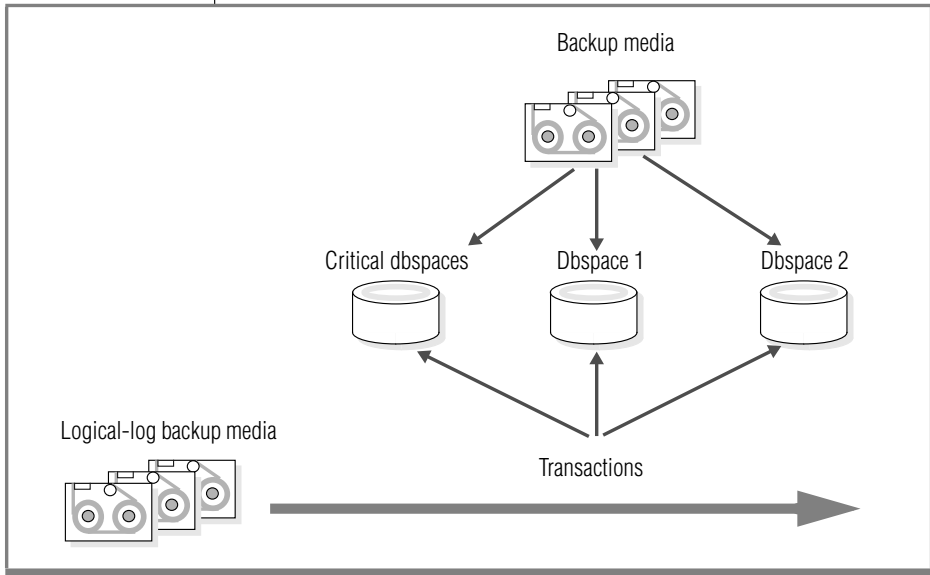 Backup media
Critical dbspaces
Dbspace 1
Dbspace 2
Logical-log backup media
Transactions